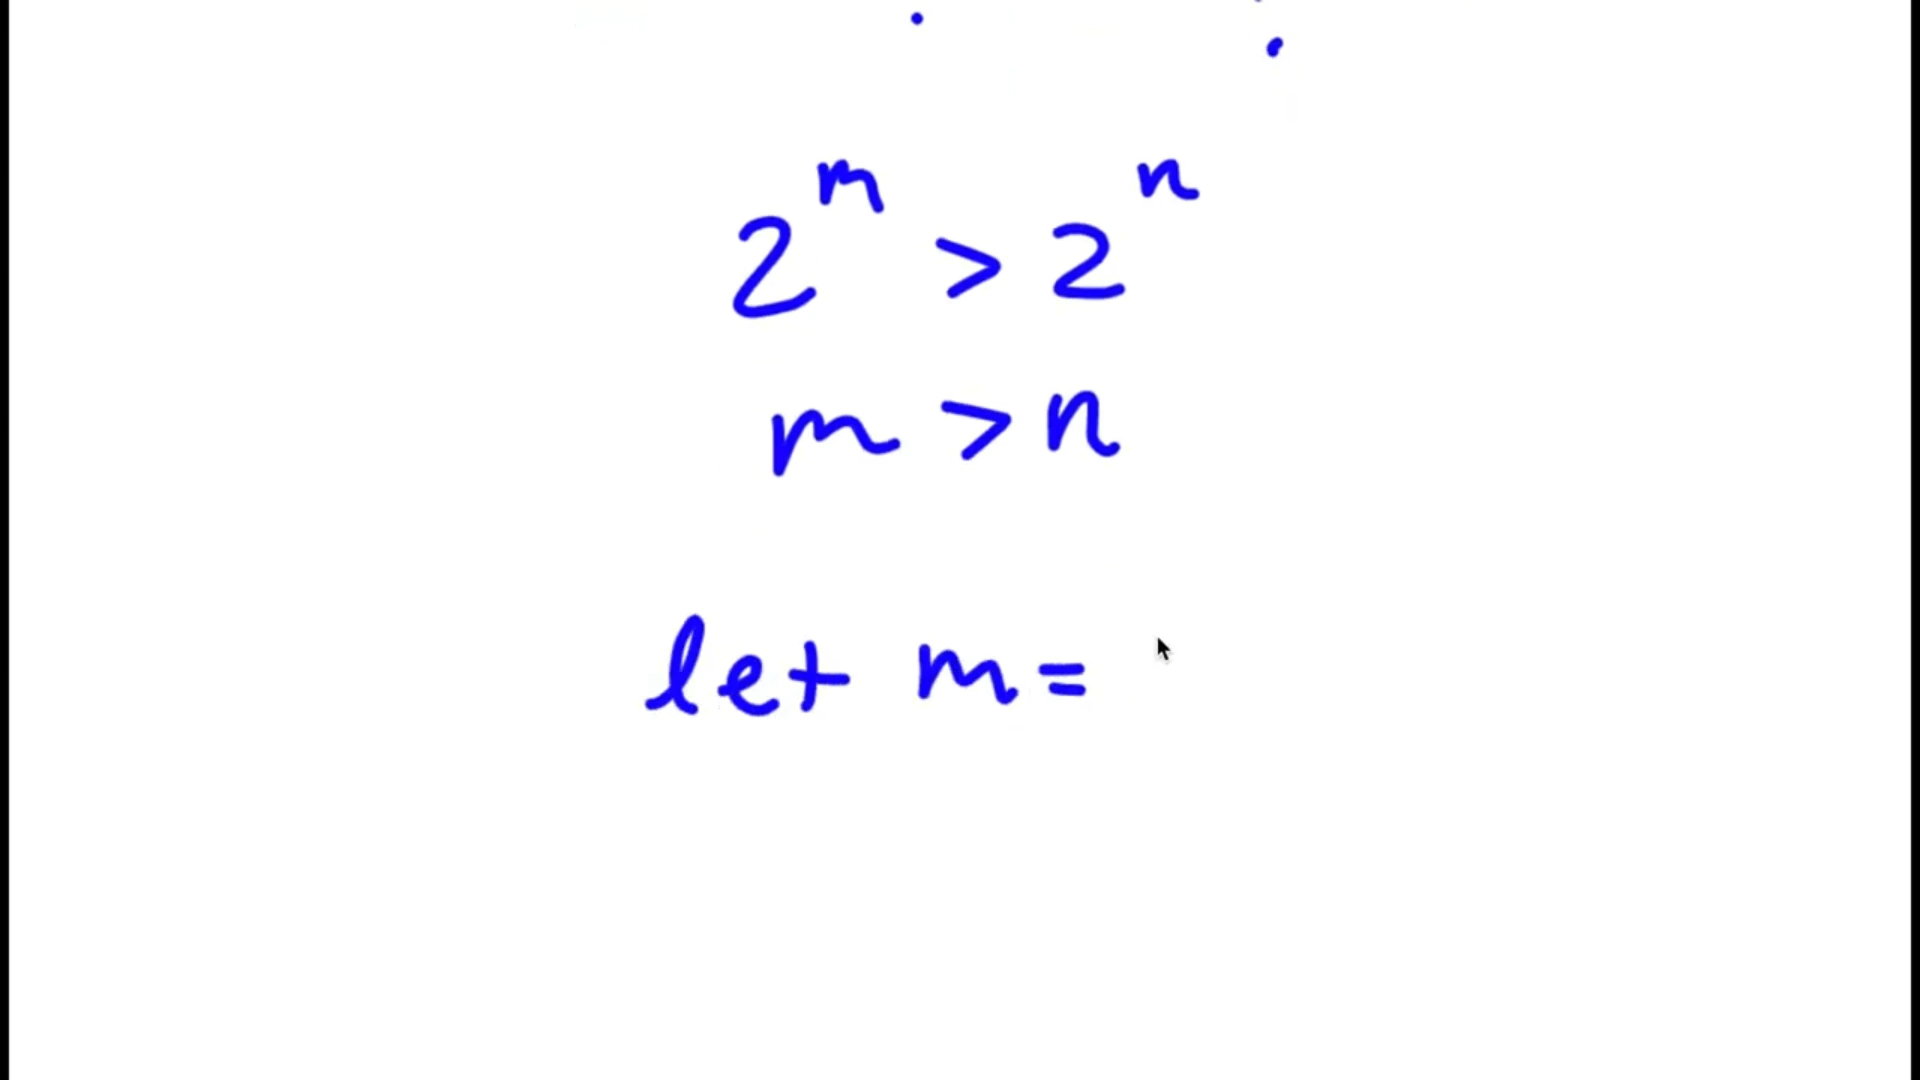 2^m > 2^n
m > n
let m =